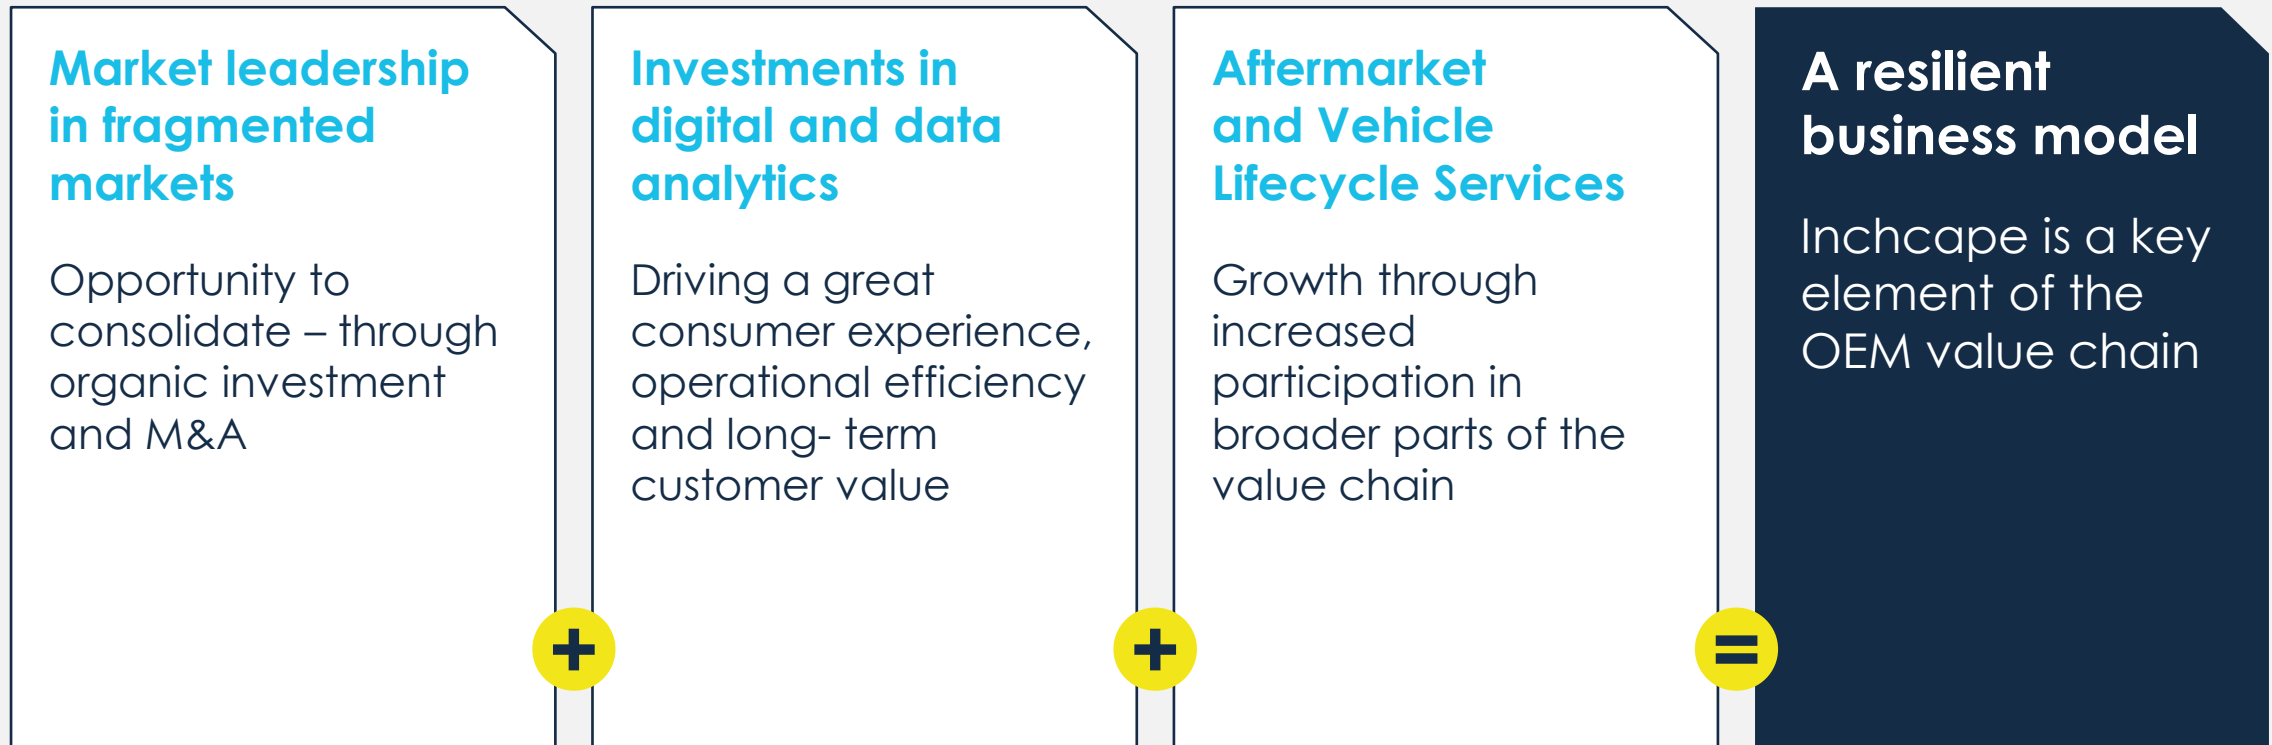 Market leadership
in fragmented
markets
Opportunity to
consolidate – through
organic investment
and M&A
+
Investments in
digital and data
analytics
Driving a great
consumer experience,
operational efficiency
and long- term
customer value
+
Aftermarket
and Vehicle
Lifecycle Services
Growth through
increased
participation in
broader parts of the
value chain
=
A resilient
business model
Inchcape is a key
element of the
OEM value chain